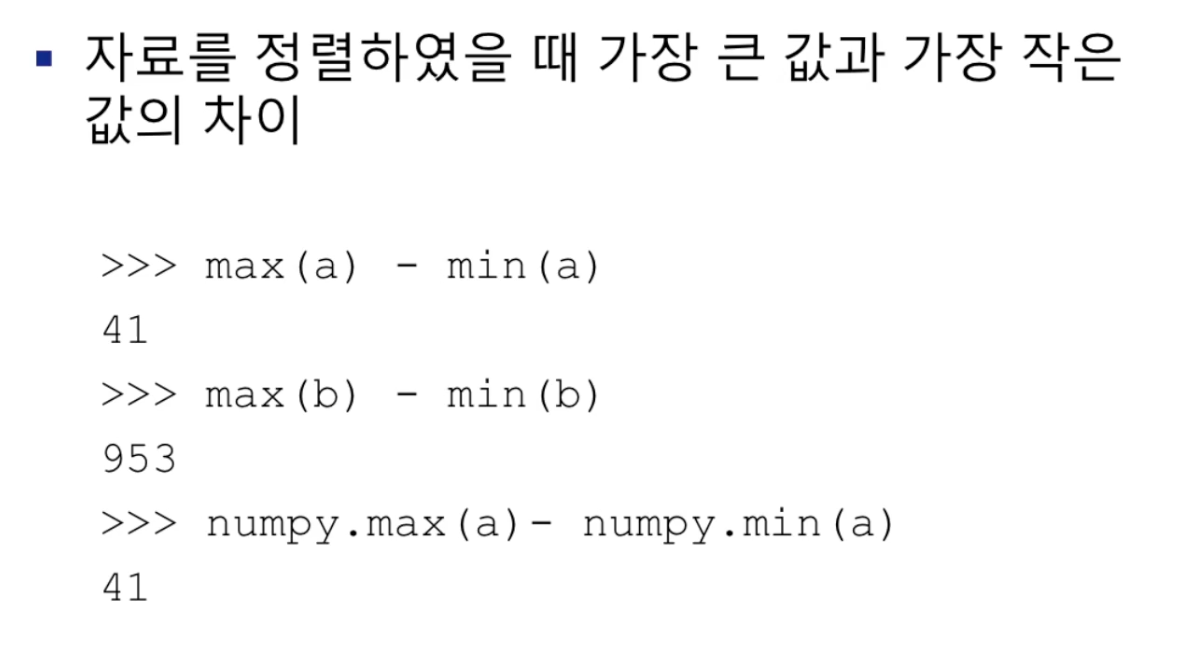 ▪ 자료를 정렬하였을 때 가장 큰 값과 가장 작은
값의 차이
>>> max(a) - min(a)
41
>>> max(b) - min(b)
953
>>> numpy.max(a)- numpy.min(a)
41